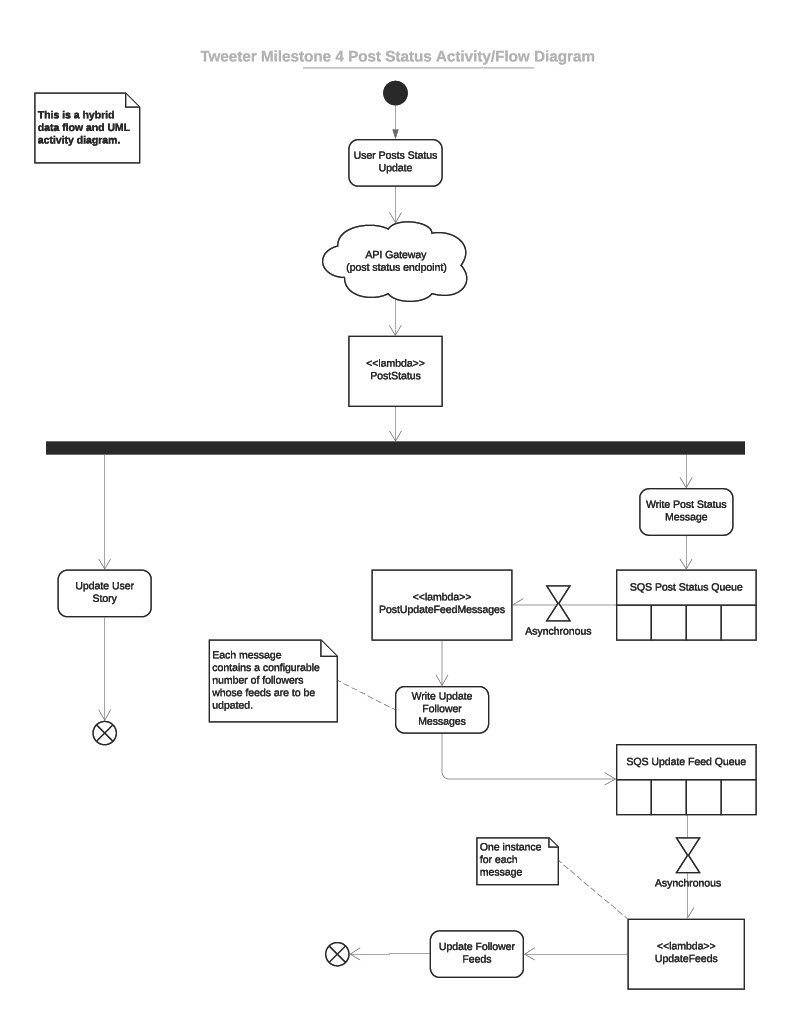 Tweeter Milestone 4 Post Status Activity/Flow Diagram
This is a hybrid
data flow and UML
activity diagram.
User Posts Status
Update
API Gateway
(post status endpoint)
<<lambda>>
PostStatus
Write Post Status
Message
Update User
Story
<<lambda>>
PostUpdateFeedMessages
Asynchronous
SQS Post Status Queue
Each message
contains a configurable
number of followers
whose feeds are to be
udpated.
Write Update
Follower
Messages
SQS Update Feed Queue
One instance
for each
message
Asynchronous
Update Follower
Feeds
<<lambda>>
UpdateFeeds